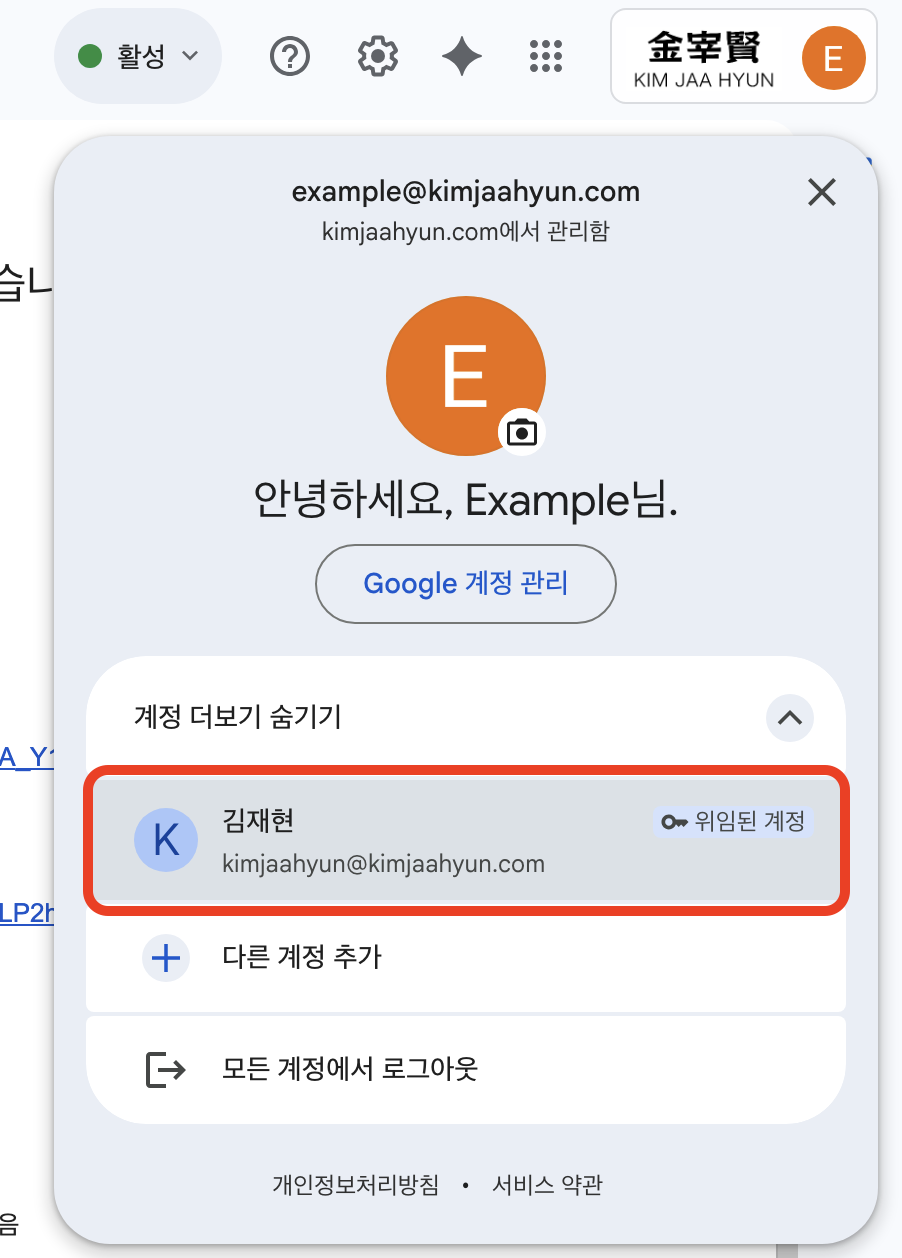 활성
金宰賢
KIM JAA HYUN
E
example@kimjaahyun.com
kimjaahyun.com에서 관리함
습니
E
안녕하세요, Example님.
Google 계정 관리
계정 더보기 숨기기
A_Y1
K
김재현
위임된 계정
kimjaahyun@kimjaahyun.com
LP2h
다른 계정 추가
모든 계정에서 로그아웃
개인정보처리방침 • 서비스 약관
음